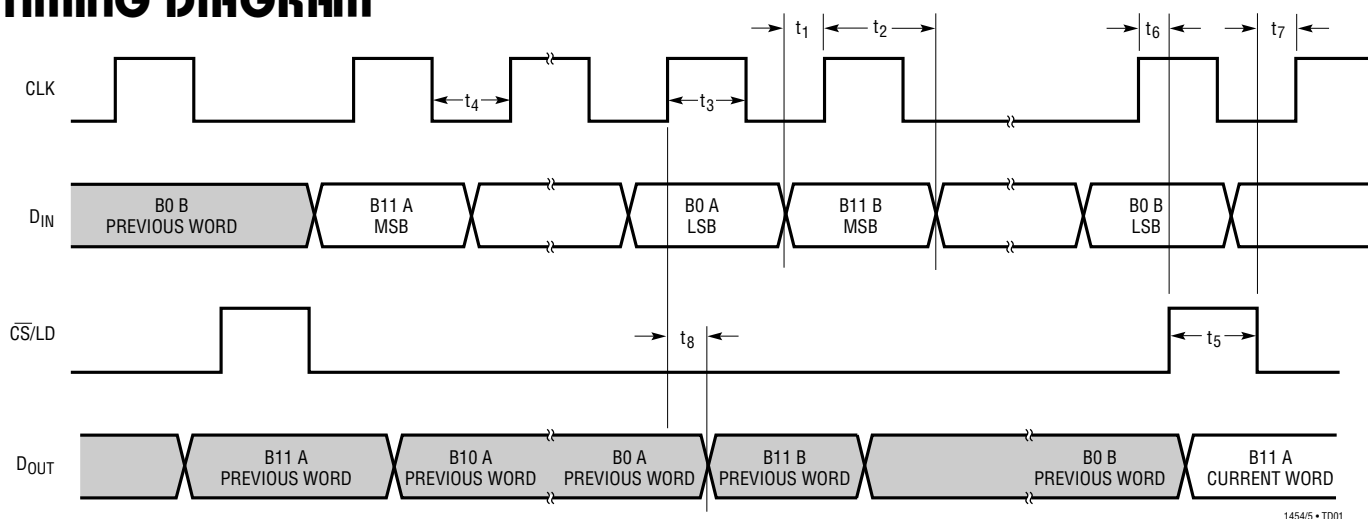 TIMING DIAGRAM
t1 t2 t6 t7
CLK
t4 t3
B0 B B11 A B0 A B11 B B0 B
DIN
PREVIOUS WORD MSB LSB MSB LSB
CS/LD
t8 t5
B11 A B10 A B0 A B11 B B0 B B11 A
DOUT
PREVIOUS WORD PREVIOUS WORD PREVIOUS WORD PREVIOUS WORD PREVIOUS WORD CURRENT WORD
1454/5 • TD01